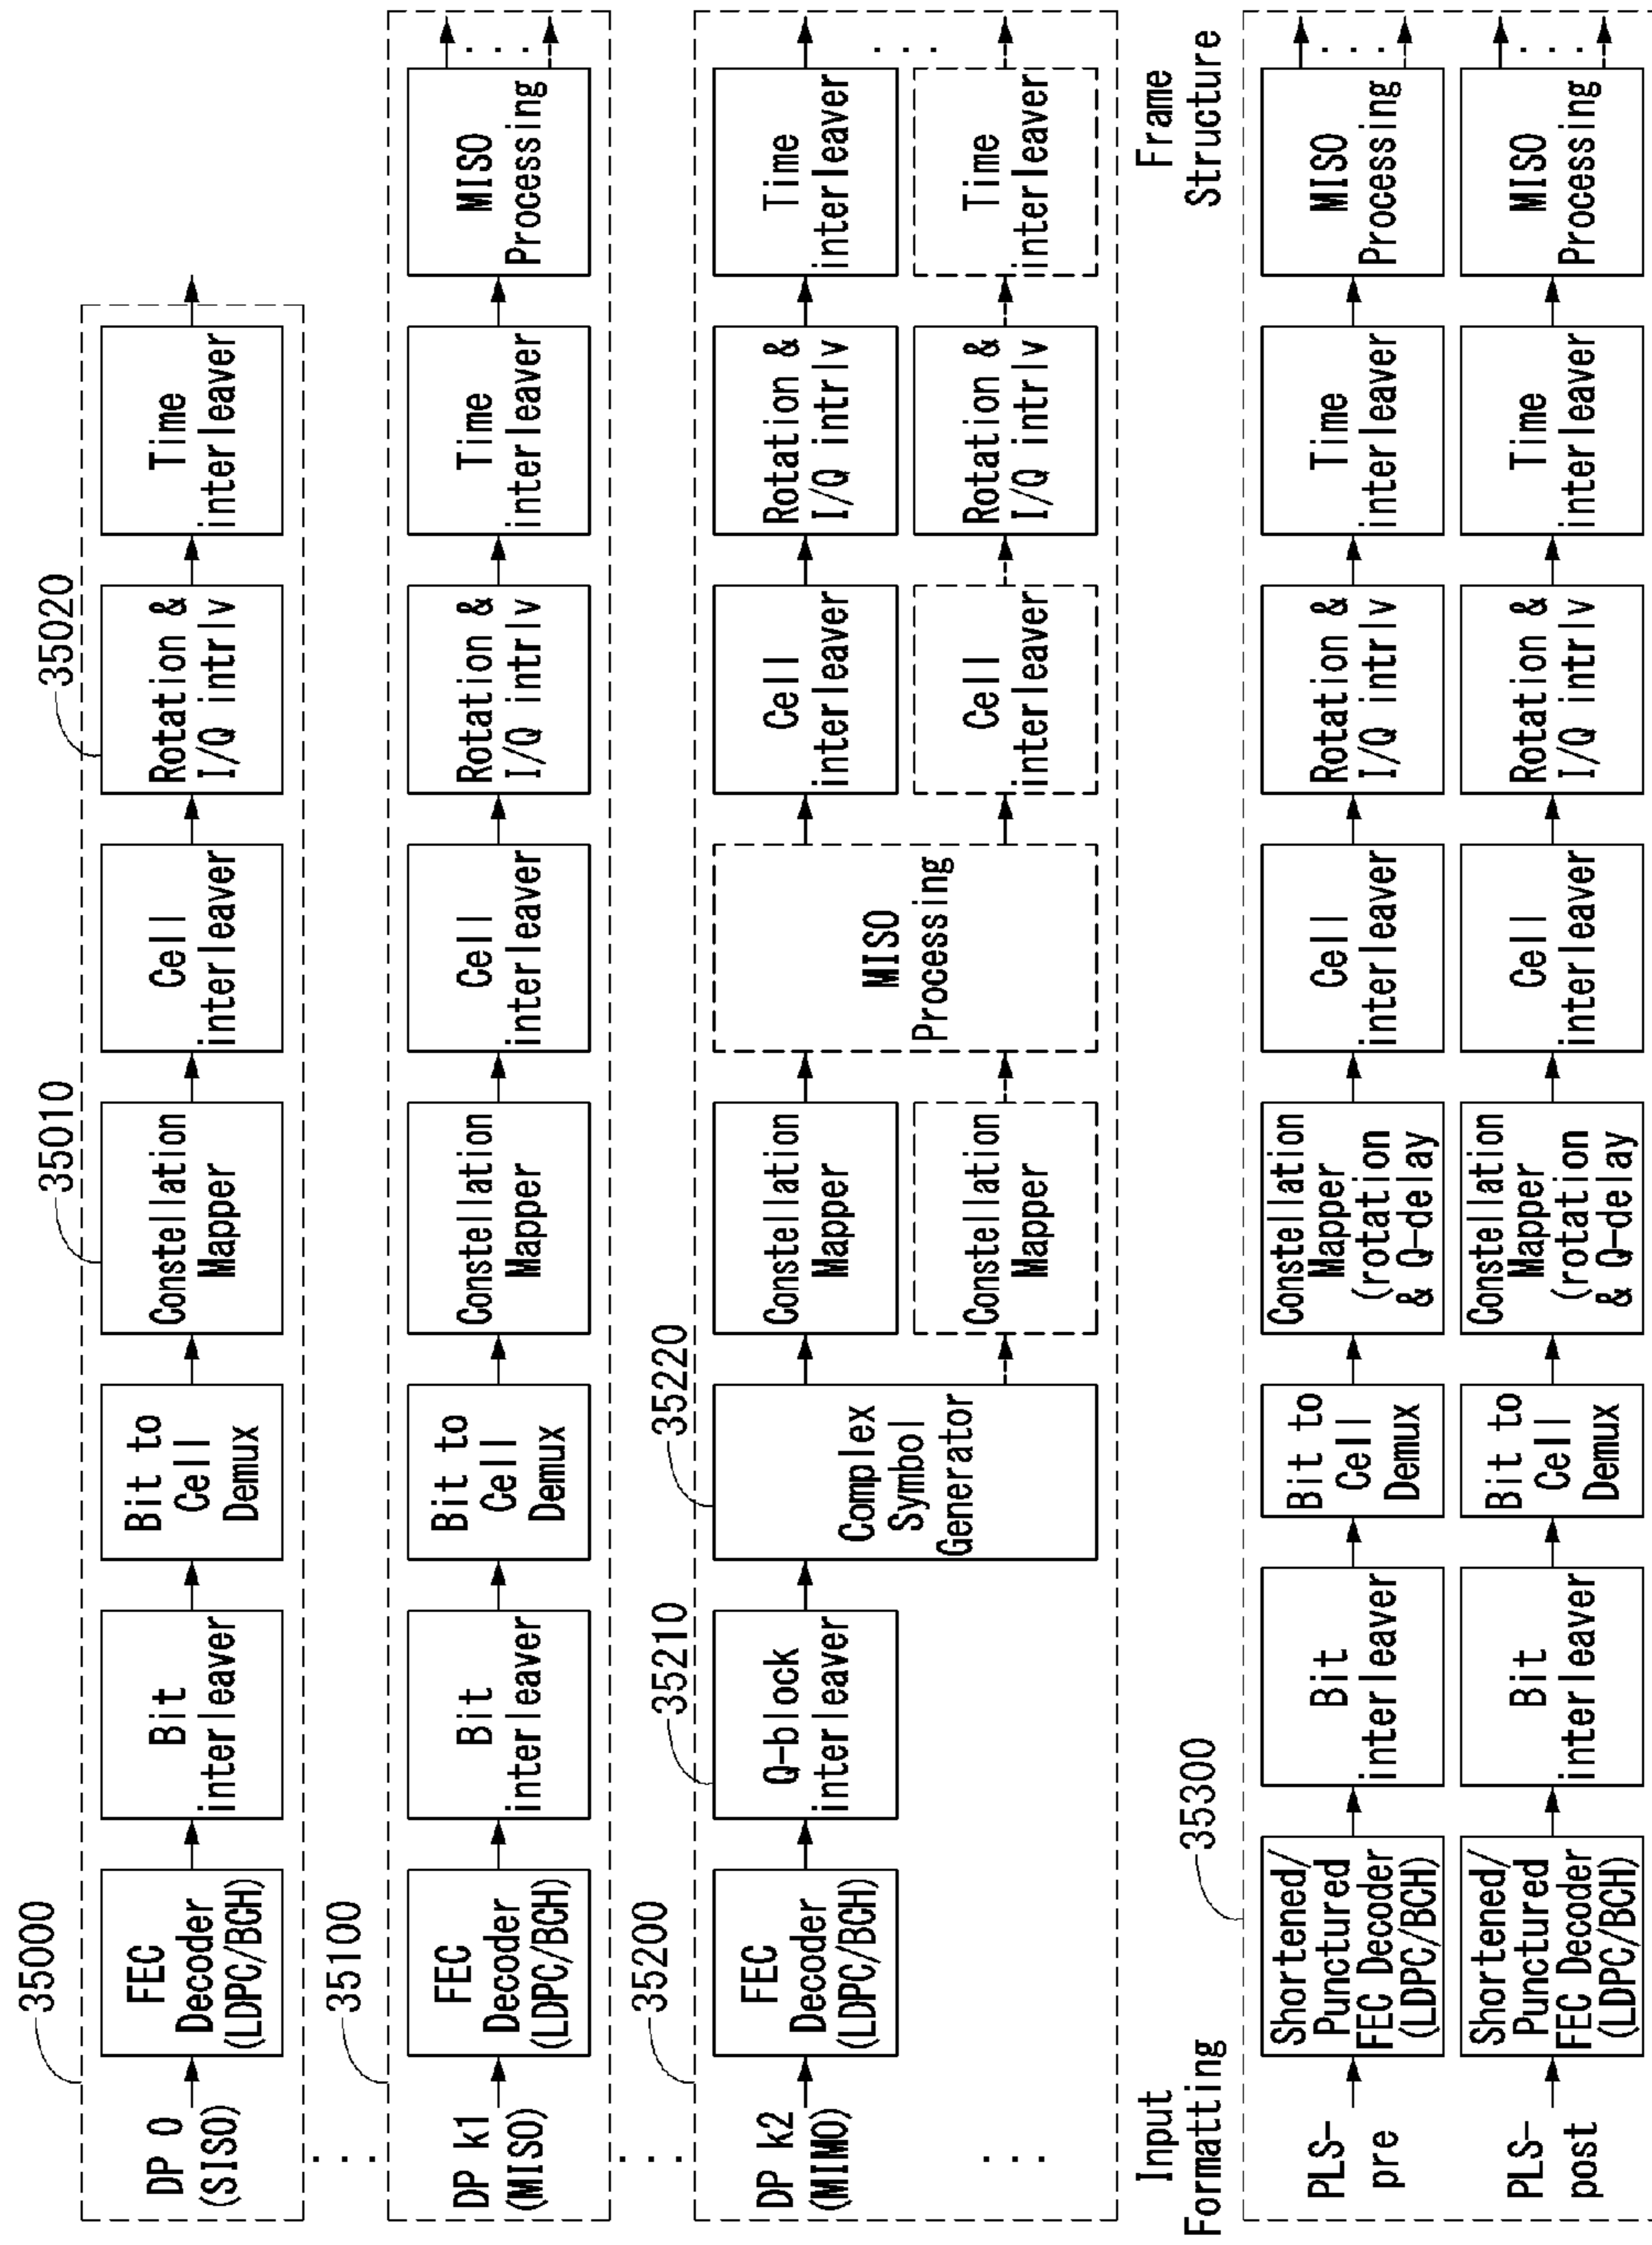 35000
DP 0
(SISO)
FEC
Decoder
(LDPC/BCH)
Bit
interleaver
Bit to
Cell
Demux
35010
Constellation
Mapper
Cell
interleaver
35020
Rotation &
I/Q intrlv
Time
interleaver
. . .
35100
DP k1
(MISO)
FEC
Decoder
(LDPC/BCH)
Bit
interleaver
Bit to
Cell
Demux
Constellation
Mapper
Cell
interleaver
Rotation &
I/Q intrlv
Time
interleaver
MISO
Processing
. . .
. . .
35200
DP k2
(MIMO)
FEC
Decoder
(LDPC/BCH)
35210
Q-block
interleaver
35220
Complex
Symbol
Generator
Constellation
Mapper
Constellation
Mapper
MISO
Processing
Cell
interleaver
Cell
interleaver
Rotation &
I/Q intrlv
Rotation &
I/Q intrlv
Time
interleaver
Time
interleaver
. . .
. . .
Input
Formatting
Frame
Structure
35300
PLS-
pre
Shortened/
Punctured
FEC Decoder
(LDPC/BCH)
Bit
interleaver
Bit to
Cell
Demux
Constellation
Mapper
(rotation
& Q-delay
Cell
interleaver
Rotation &
I/Q intrlv
Time
interleaver
MISO
Processing
. . .
PLS-
post
Shortened/
Punctured
FEC Decoder
(LDPC/BCH)
Bit
interleaver
Bit to
Cell
Demux
Constellation
Mapper
(rotation
& Q-delay
Cell
interleaver
Rotation &
I/Q intrlv
Time
interleaver
MISO
Processing
. . .